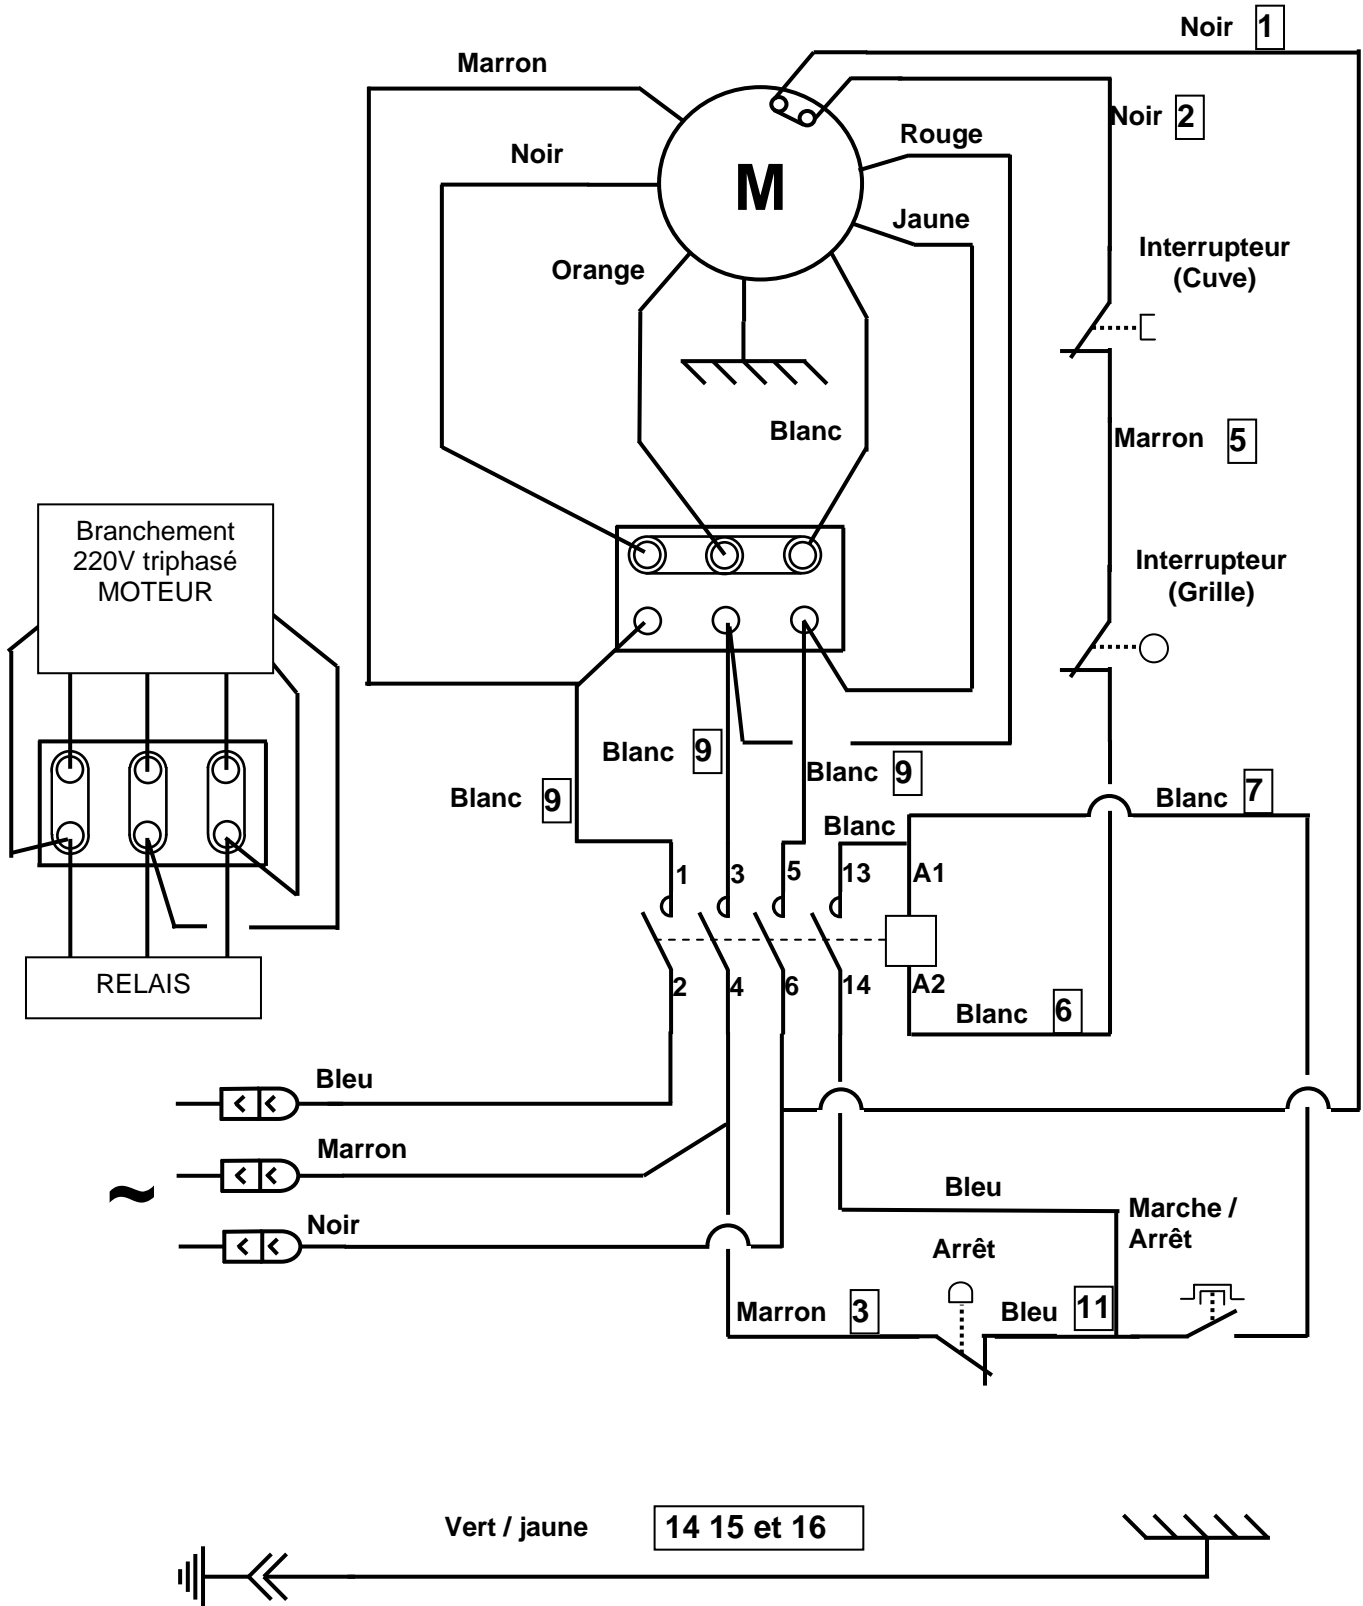 Noir 1
Marron
Noir 2
Rouge
Noir
M
Jaune
Interrupteur
(Cuve)
Orange
Blanc
Marron 5
Branchement
220V triphasé
MOTEUR
Interrupteur
(Grille)
Blanc 9
Blanc 9
Blanc 9
Blanc 7
Blanc
1 3 5 13 A1
2 4 6 14 A2
RELAIS
Blanc 6
Bleu
Marron
~
Noir
Bleu
Marche /
Arrêt
Arrêt
Marron 3
Bleu 11
Vert / jaune 14 15 et 16